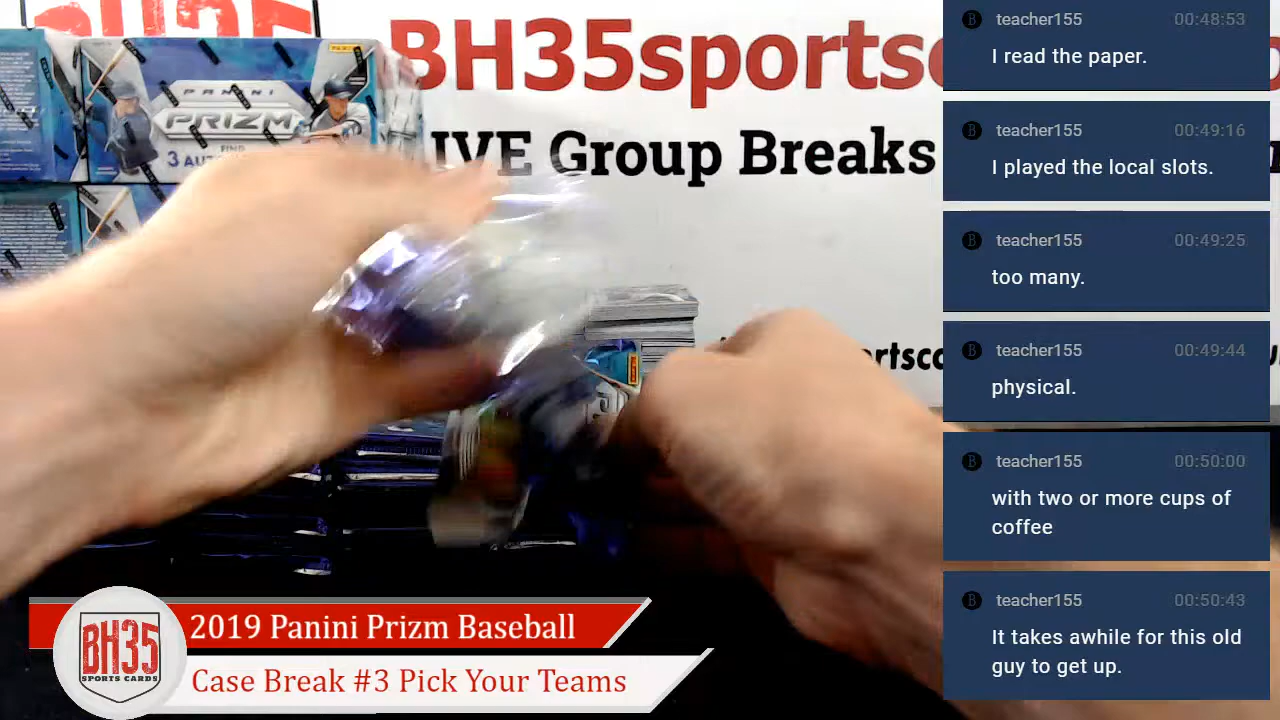 BH35sports
PANINI
PRIZM
FIND
LIVE Group Breaks
teacher155 00:48:53
I read the paper.
teacher155 00:49:16
I played the local slots.
teacher155 00:49:25
too many.
teacher155 00:49:44
physical.
teacher155 00:50:00
with two or more cups of
coffee
teacher155 00:50:43
It takes awhile for this old
guy to get up.
BH35
SPORTS CARDS
2019 Panini Prizm Baseball
Case Break #3 Pick Your Teams